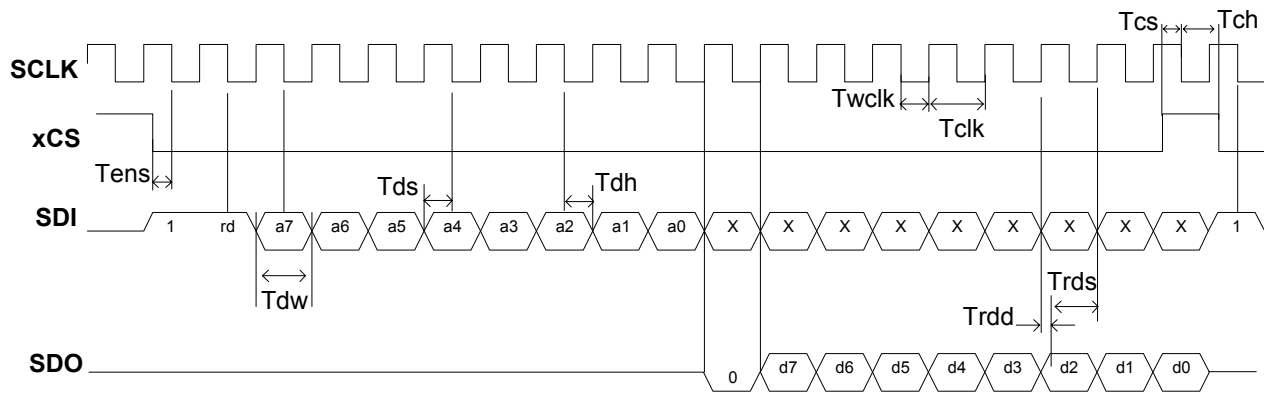 Tcs Tch
SCLK
Twclk
Tclk
xCS
Tens
Tds
Tdh
SDI
1 rd a7 a6 a5 a4 a3 a2 a1 a0 X X X X X X X X X 1
Tdw
Trds
Trdd
SDO
0 d7 d6 d5 d4 d3 d2 d1 d0